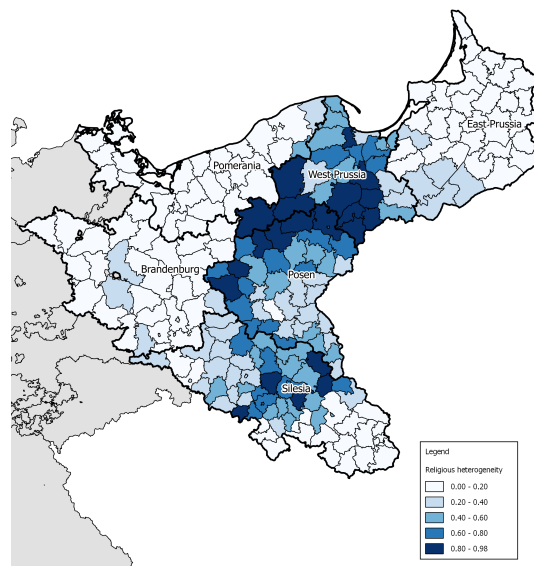 East Prussia
Pomerania
West Prussia
Brandenburg
Posen
Silesia
Legend
Religious heterogeneity
0.00 - 0.20
0.20 - 0.40
0.40 - 0.60
0.60 - 0.80
0.80 - 0.98